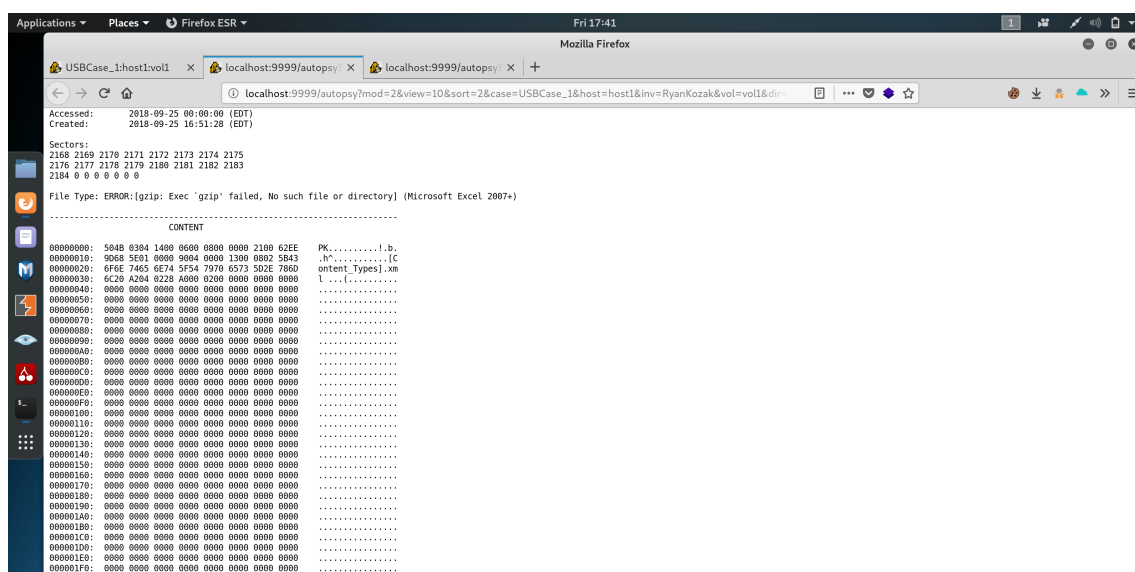 Applications Places Firefox ESR Fri 17:41 1
Mozilla Firefox
USBCase_1:host1:vol1 × localhost:9999/autopsy? × localhost:9999/autopsy? × +
localhost:9999/autopsy?mod=2&view=10&sort=2&case=USBCase_1&host=host1&inv=RyanKozak&vol=vol1&dir=
Accessed: 2018-09-25 00:00:00 (EDT)
Created: 2018-09-25 16:51:28 (EDT)
Sectors:
2168 2169 2170 2171 2172 2173 2174 2175
2176 2177 2178 2179 2180 2181 2182 2183
2184 0 0 0 0 0 0 0
File Type: ERROR:[gzip: Exec `gzip' failed, No such file or directory] (Microsoft Excel 2007+)
----------------------------------------------------------------------
CONTENT
00000000: 504B 0304 1400 0600 0800 0000 2100 62EE PK..........!.b.
00000010: 9D68 5E01 0000 9004 0000 1300 0802 5B43 .h^...........[C
00000020: 6F6E 7465 6E74 5F54 7970 6573 5D2E 786D ontent_Types].xm
00000030: 6C20 A204 0228 A000 0200 0000 0000 0000 l ...(..........
00000040: 0000 0000 0000 0000 0000 0000 0000 0000 ................
00000050: 0000 0000 0000 0000 0000 0000 0000 0000 ................
00000060: 0000 0000 0000 0000 0000 0000 0000 0000 ................
00000070: 0000 0000 0000 0000 0000 0000 0000 0000 ................
00000080: 0000 0000 0000 0000 0000 0000 0000 0000 ................
00000090: 0000 0000 0000 0000 0000 0000 0000 0000 ................
000000A0: 0000 0000 0000 0000 0000 0000 0000 0000 ................
000000B0: 0000 0000 0000 0000 0000 0000 0000 0000 ................
000000C0: 0000 0000 0000 0000 0000 0000 0000 0000 ................
000000D0: 0000 0000 0000 0000 0000 0000 0000 0000 ................
000000E0: 0000 0000 0000 0000 0000 0000 0000 0000 ................
000000F0: 0000 0000 0000 0000 0000 0000 0000 0000 ................
00000100: 0000 0000 0000 0000 0000 0000 0000 0000 ................
00000110: 0000 0000 0000 0000 0000 0000 0000 0000 ................
00000120: 0000 0000 0000 0000 0000 0000 0000 0000 ................
00000130: 0000 0000 0000 0000 0000 0000 0000 0000 ................
00000140: 0000 0000 0000 0000 0000 0000 0000 0000 ................
00000150: 0000 0000 0000 0000 0000 0000 0000 0000 ................
00000160: 0000 0000 0000 0000 0000 0000 0000 0000 ................
00000170: 0000 0000 0000 0000 0000 0000 0000 0000 ................
00000180: 0000 0000 0000 0000 0000 0000 0000 0000 ................
00000190: 0000 0000 0000 0000 0000 0000 0000 0000 ................
000001A0: 0000 0000 0000 0000 0000 0000 0000 0000 ................
000001B0: 0000 0000 0000 0000 0000 0000 0000 0000 ................
000001C0: 0000 0000 0000 0000 0000 0000 0000 0000 ................
000001D0: 0000 0000 0000 0000 0000 0000 0000 0000 ................
000001E0: 0000 0000 0000 0000 0000 0000 0000 0000 ................
000001F0: 0000 0000 0000 0000 0000 0000 0000 0000 ................